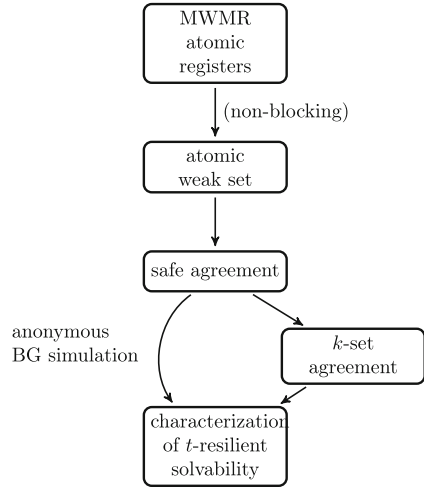 MWMR
atomic
registers
(non-blocking)
atomic
weak set
safe agreement
anonymous
BG simulation
k-set
agreement
characterization
of t-resilient
solvability